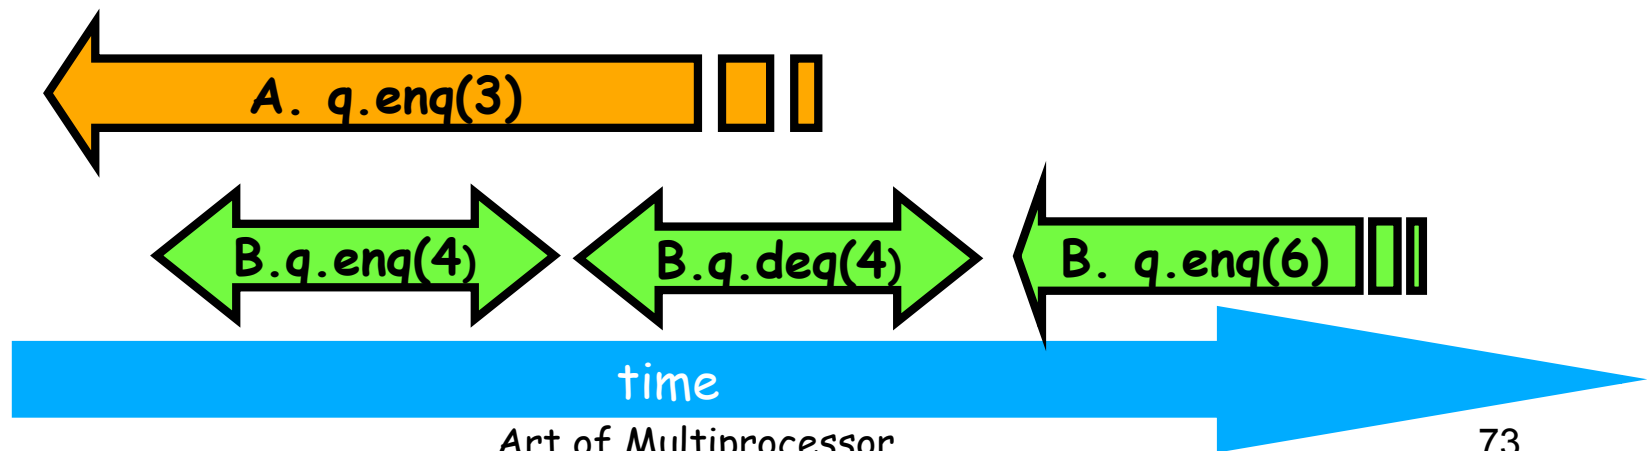 A. q.enq(3)
B.q.enq(4) B.q.deq(4) B. q.enq(6)
time
Art of Multiprocessor 73